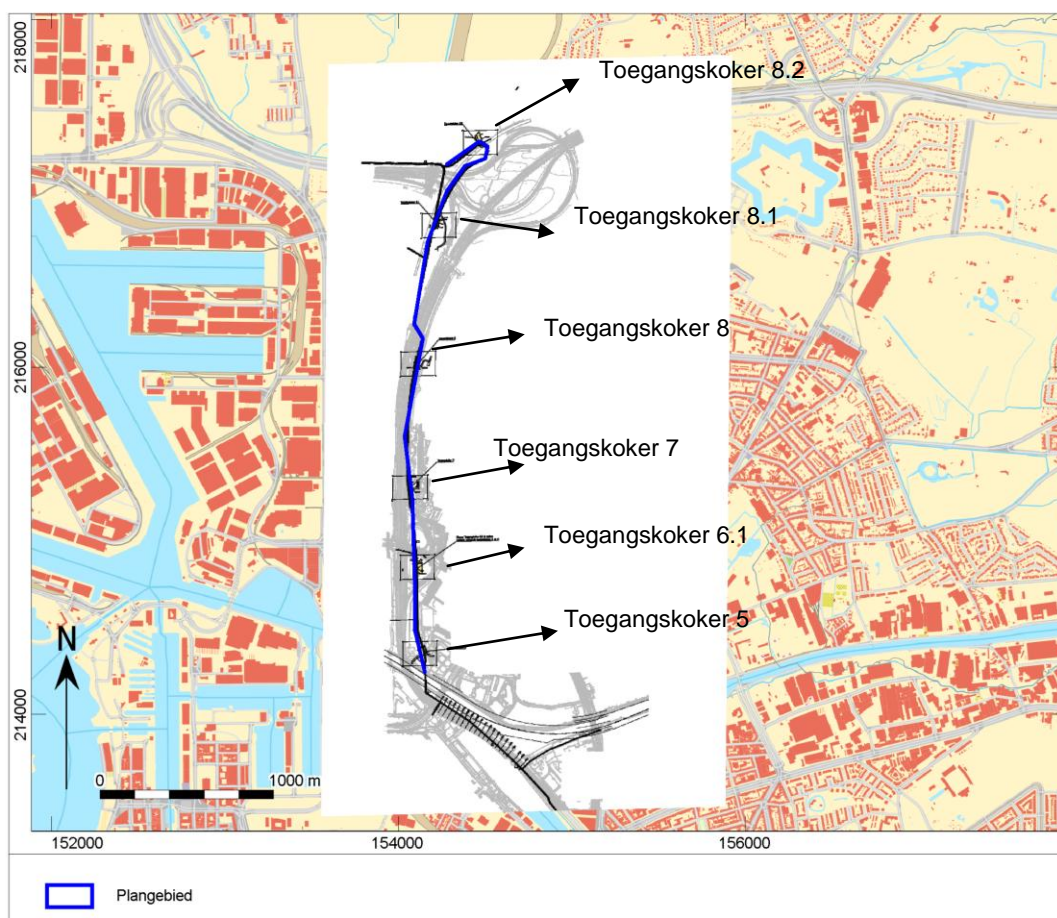 218000
Toegangskoker 8.2
Toegangskoker 8.1
216000
Toegangskoker 8
Toegangskoker 7
Toegangskoker 6.1
Toegangskoker 5
N
214000
0 1000 m
152000 154000 156000
Plangebied